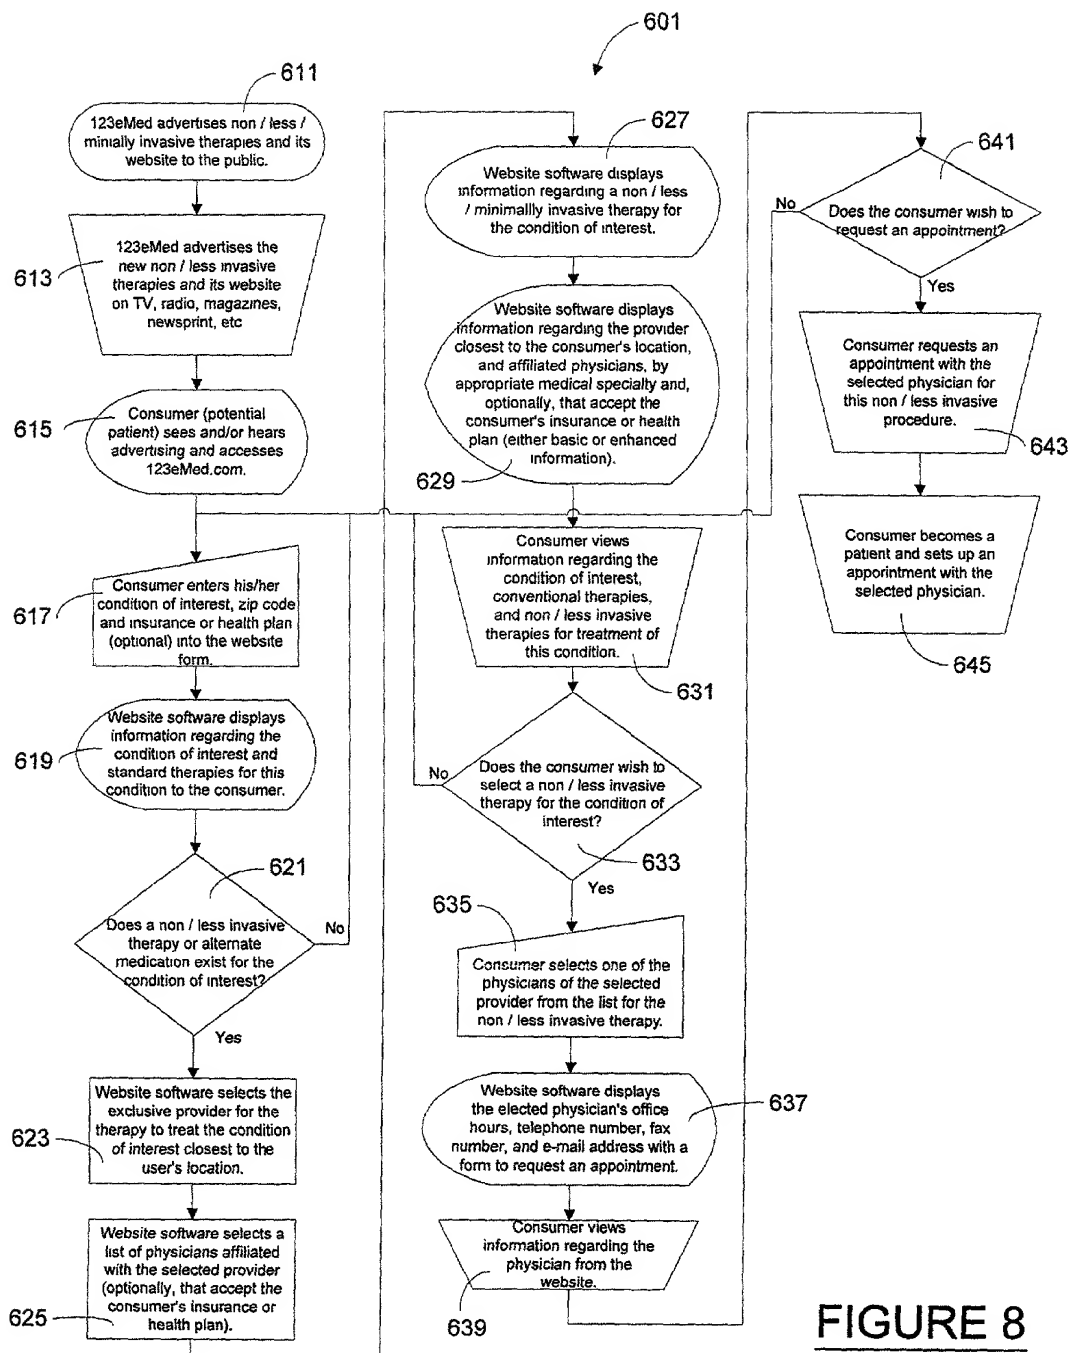 601
611
123eMed advertises non / less /
minially invasive therapies and its
website to the public.
613
123eMed advertises the
new non / less invasive
therapies and its website
on TV, radio, magazines,
newsprint, etc
615
Consumer (potential
patient) sees and/or hears
advertising and accesses
123eMed.com.
617
Consumer enters his/her
condition of interest, zip code
and insurance or health plan
(optional) into the website
form.
619
Website software displays
information regarding the
condition of interest and
standard therapies for this
condition to the consumer.
621
Does a non / less invasive
therapy or alternate
medication exist for the
condition of interest?
No
Yes
623
Website software selects the
exclusive provider for the
therapy to treat the condition
of interest closest to the
user's location.
625
Website software selects a
list of physicians affiliated
with the selected provider
(optionally, that accept the
consumer's insurance or
health plan).
627
Website software displays
information regarding a non / less
/ minimallly invasive therapy for
the condition of interest.
629
Website software displays
information regarding the provider
closest to the consumer's location,
and affiliated physicians, by
appropriate medical specialty and,
optionally, that accept the
consumer's insurance or health
plan (either basic or enhanced
information).
631
Consumer views
information regarding the
condition of interest,
conventional therapies,
and non / less invasive
therapies for treatment of
this condition.
633
Does the consumer wish to
select a non / less invasive
therapy for the condition of
interest?
No
Yes
635
Consumer selects one of the
physicians of the selected
provider from the list for the
non / less invasive therapy.
637
Website software displays
the elected physician's office
hours, telephone number, fax
number, and e-mail address with a
form to request an appointment.
639
Consumer views
information regarding the
physician from the
website.
641
Does the consumer wish to
request an appointment?
No
Yes
643
Consumer requests an
appointment with the
selected physician for
this non / less invasive
procedure.
645
Consumer becomes a
patient and sets up an
apporintment with the
selected physician.
FIGURE 8